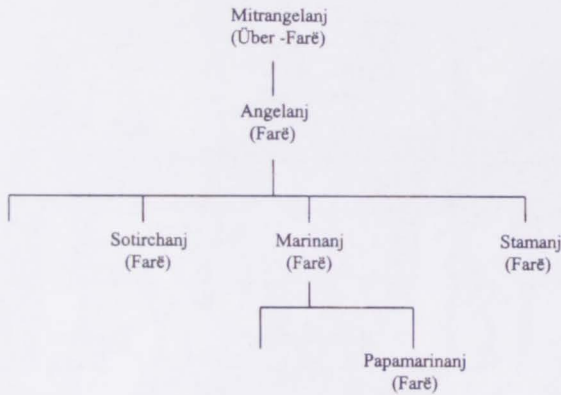 Mitrangelanj
(Über -Farë)
Angelanj
(Farë)
Sotirchanj
(Farë)
Marinanj
(Farë)
Stamanj
(Farë)
Papamarinanj
(Farë)